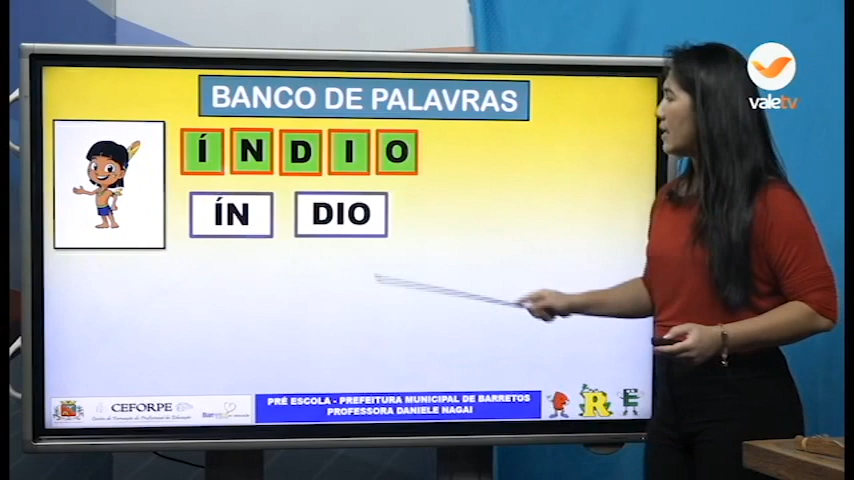 BANCO DE PALAVRAS
Í N D I O
ÍN DIO
CEFORPE
PRÉ ESCOLA - PREFEITURA MUNICIPAL DE BARRETOS
PROFESSORA DANIELE NAGAI
P R E
valetv